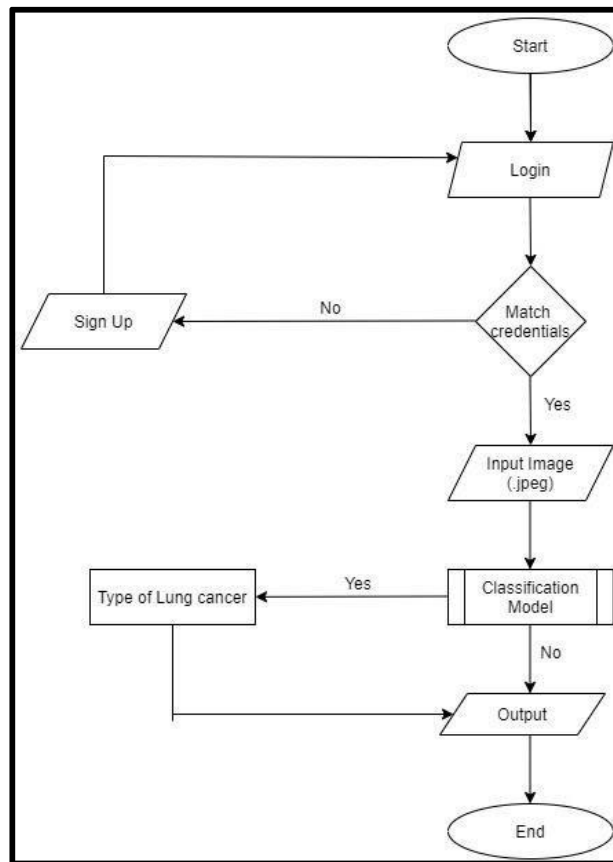 Start
Login
No
Sign Up
Match
credentials
Yes
Input Image
(.jpeg)
Type of Lung cancer
Yes
Classification
Model
No
Output
End